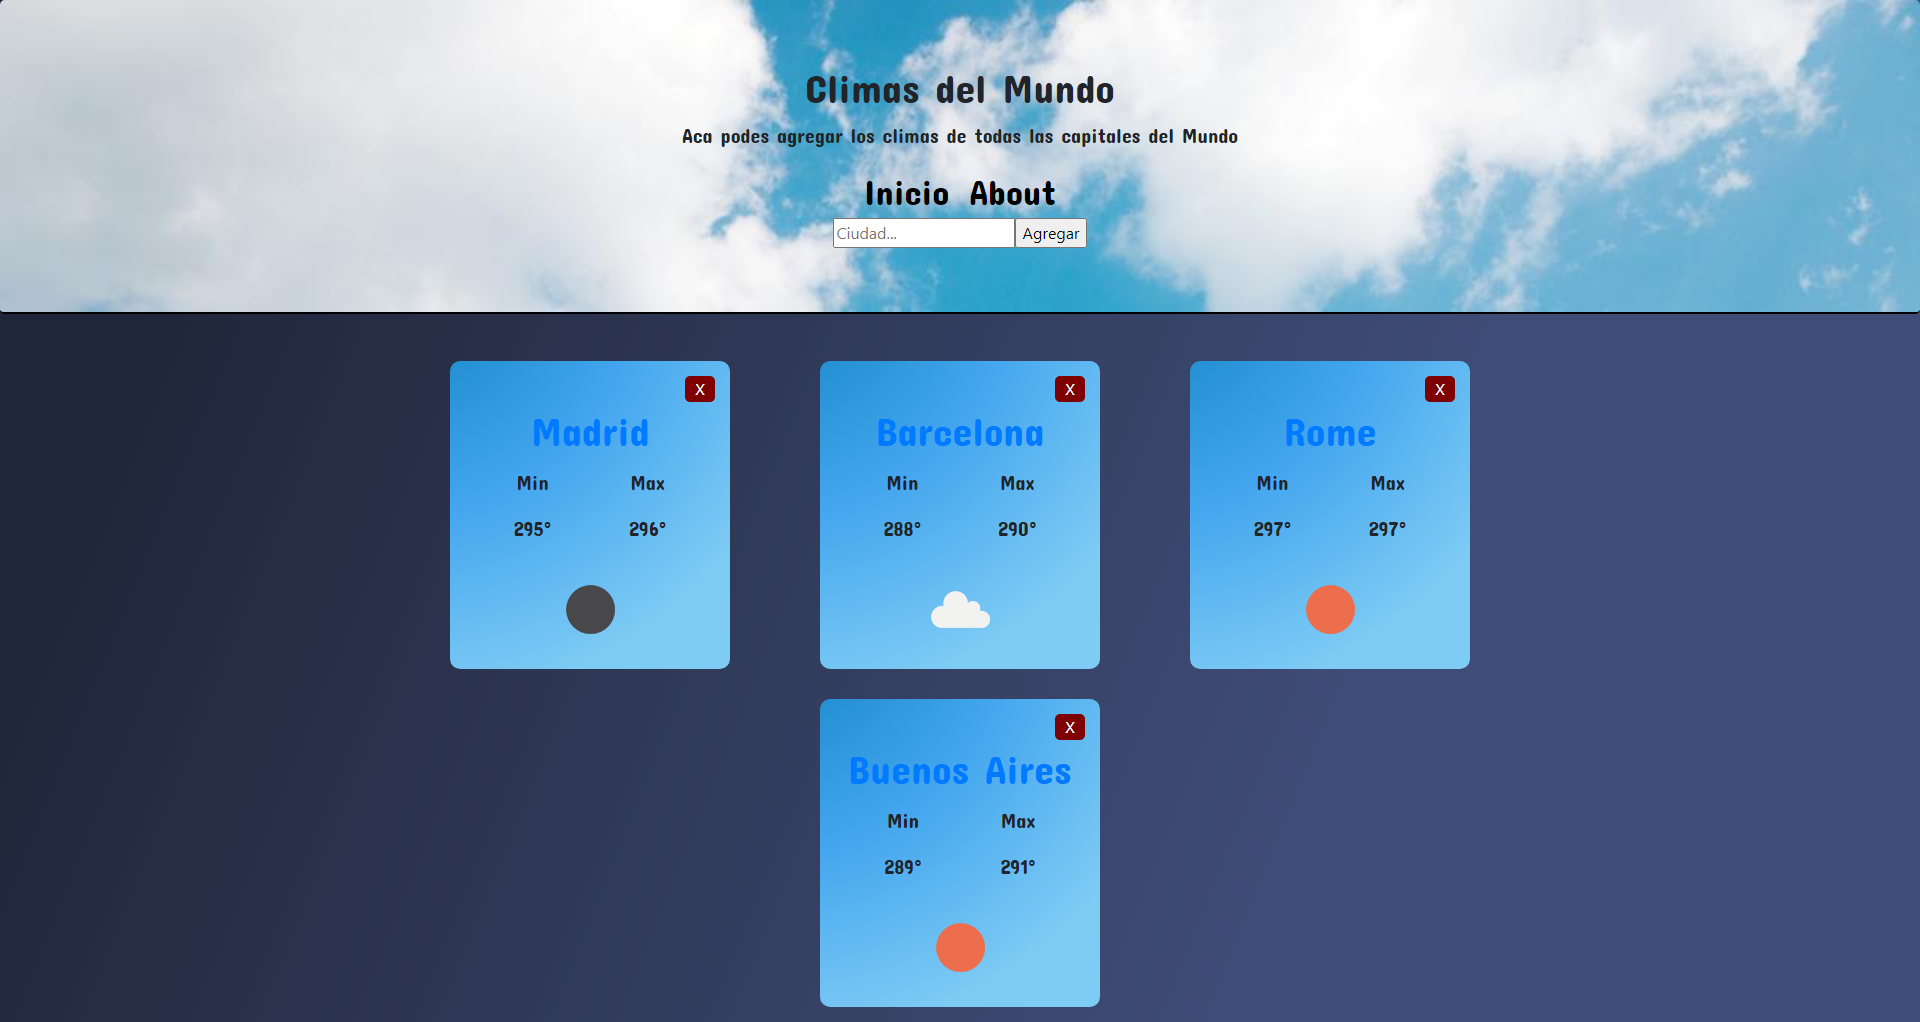 Climas del Mundo
Aca podes agregar los climas de todas las capitales del Mundo
Inicio About
Ciudad... Agregar
X
Madrid
Min Max
295° 296°
X
Barcelona
Min Max
288° 290°
X
Rome
Min Max
297° 297°
X
Buenos Aires
Min Max
289° 291°